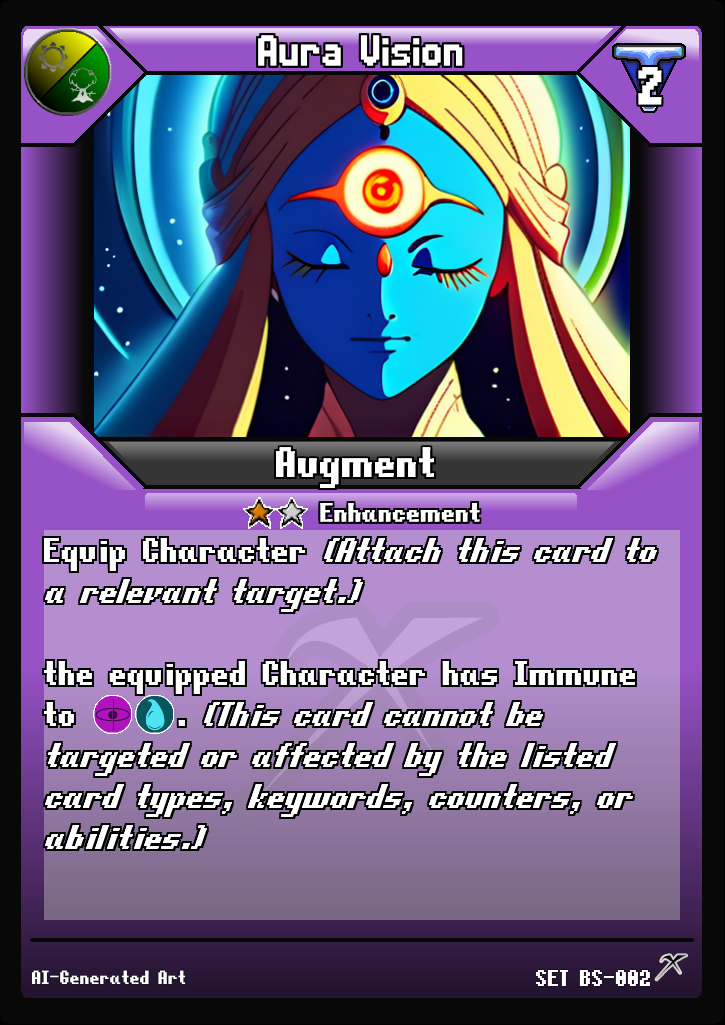 Aura Vision
2
Augment
Enhancement
Equip Character (Attach this card to
a relevant target.)
the equipped Character has Immune
to . (This card cannot be
targeted or affected by the listed
card types, keywords, counters, or
abilities.)
AI-Generated Art
SET BS-002